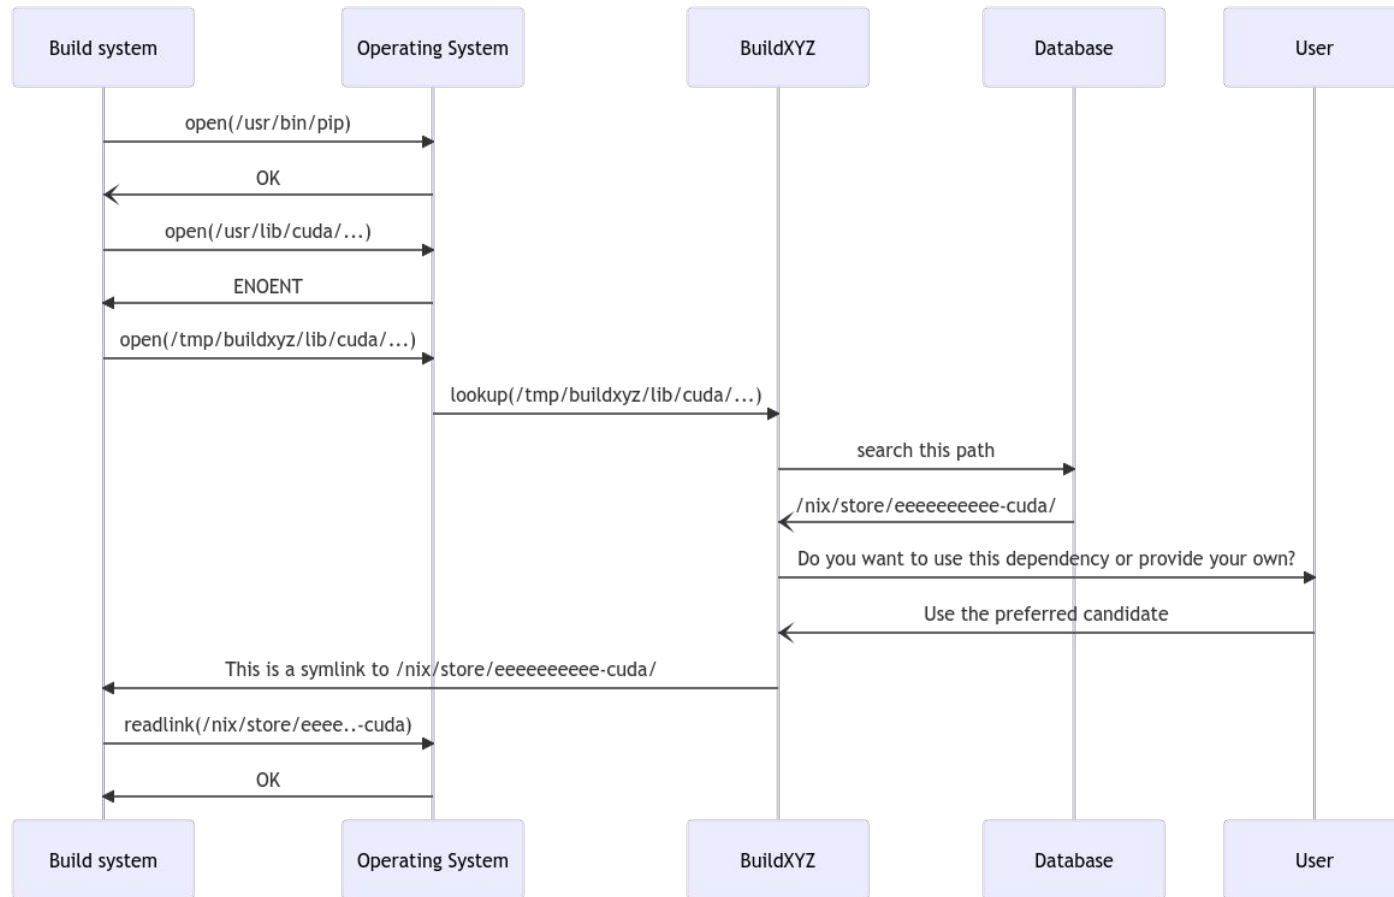 Build system
Operating System
BuildXYZ
Database
User
open(/usr/bin/pip)
OK
open(/usr/lib/cuda/...)
ENOENT
open(/tmp/buildxyz/lib/cuda/...)
lookup(/tmp/buildxyz/lib/cuda/...)
search this path
/nix/store/eeeeeeeeee-cuda/
Do you want to use this dependency or provide your own?
Use the preferred candidate
This is a symlink to /nix/store/eeeeeeeeee-cuda/
readlink(/nix/store/eeee..-cuda)
OK
Build system
Operating System
BuildXYZ
Database
User